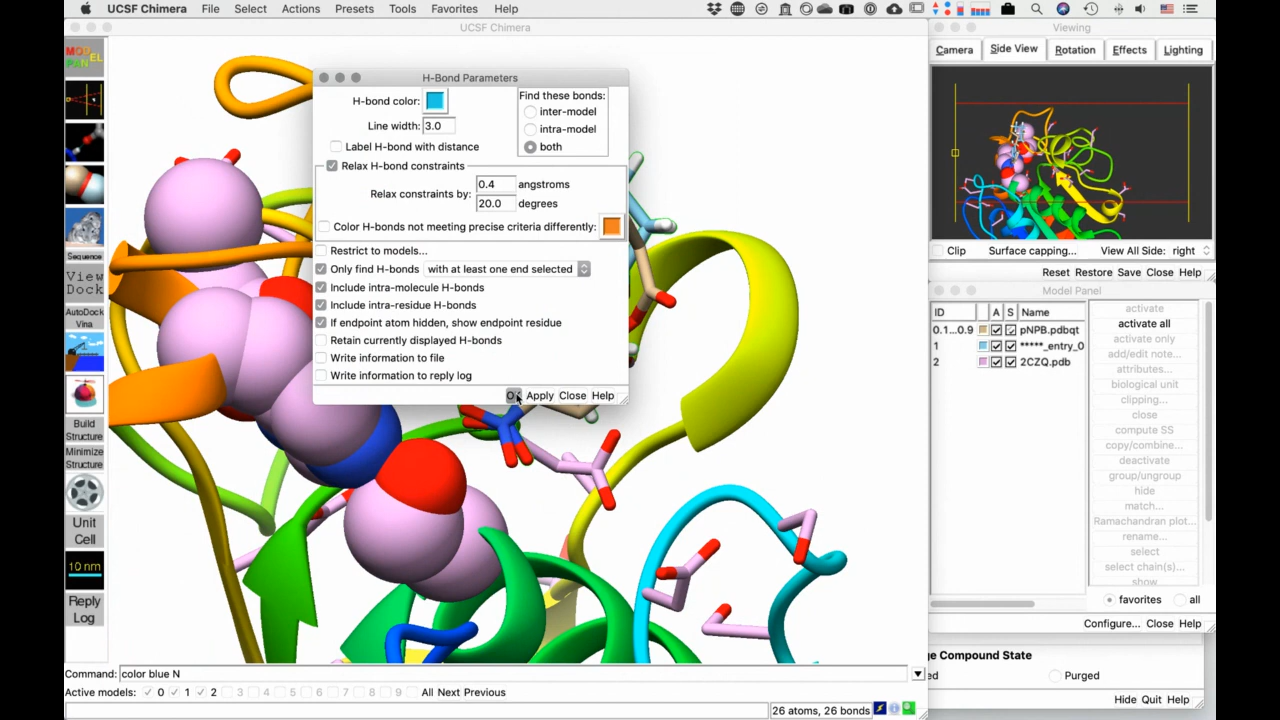 UCSF Chimera File Select Actions Presets Tools Favorites Help
UCSF Chimera
Viewing
Camera Side View Rotation Effects Lighting
H-Bond Parameters
H-bond color:
Line width: 3.0
Label H-bond with distance
Find these bonds:
inter-model
intra-model
both
Relax H-bond constraints
Relax constraints by:
0.4 angstroms
20.0 degrees
Color H-bonds not meeting precise criteria differently:
Restrict to models...
Only find H-bonds with at least one end selected
Include intra-molecule H-bonds
Include intra-residue H-bonds
If endpoint atom hidden, show endpoint residue
Retain currently displayed H-bonds
Write information to file
Write information to reply log
Apply Close Help
Sequence
View
Dock
AutoDock
Vina
Build
Structure
Minimize
Structure
Unit
Cell
10 nm
Reply
Log
Clip Surface capping... View All Side: right
Reset Restore Save Close Help
Model Panel
ID A S Name
0.1...0.9 pNPB.pdbqt
1 *****_entry_0
2 2CZQ.pdb
activate
activate all
activate only
add/edit note...
attributes...
biological unit
clipping...
close
compute SS
copy/combine...
deactivate
group/ungroup
hide
match...
Ramachandran plot...
rename...
select
select chain(s)...
show
favorites all
Configure... Close Help
ge Compound State
ed Purged
Hide Quit Help
Command: color blue N
Active models: 0 1 2 3 4 5 6 7 8 9 All Next Previous
26 atoms, 26 bonds